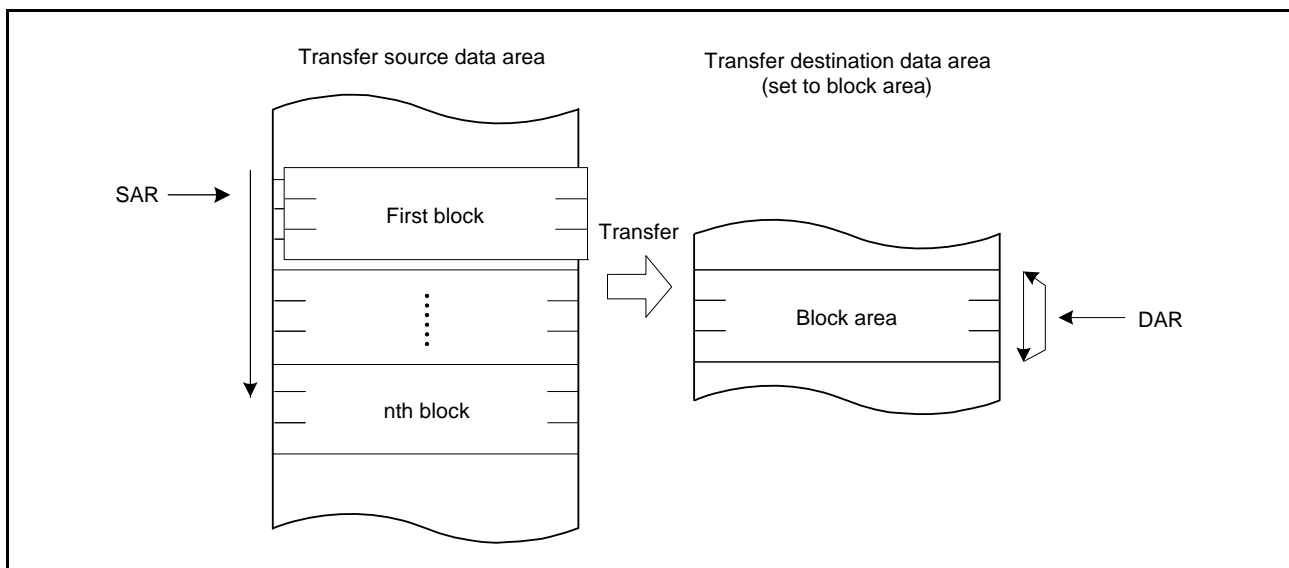 Transfer source data area
Transfer destination data area
(set to block area)
SAR
First block
Transfer
Block area
DAR
nth block